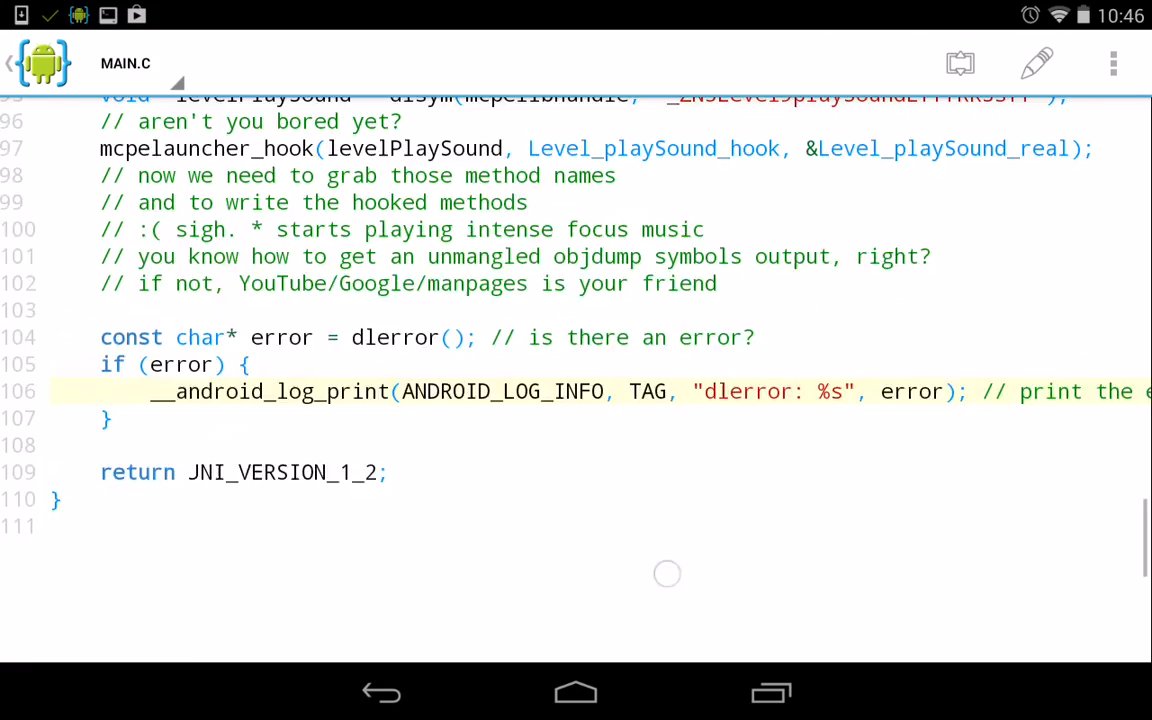 10:46
MAIN.C
96 // aren't you bored yet?
97 mcpelauncher_hook(levelPlaySound, Level_playSound_hook, &Level_playSound_real);
98 // now we need to grab those method names
99 // and to write the hooked methods
100 // :( sigh. * starts playing intense focus music
101 // you know how to get an unmangled objdump symbols output, right?
102 // if not, YouTube/Google/manpages is your friend
103
104 const char* error = dlerror(); // is there an error?
105 if (error) {
106 __android_log_print(ANDROID_LOG_INFO, TAG, "dlerror: %s", error); // print the
107 }
108
109 return JNI_VERSION_1_2;
110 }
111